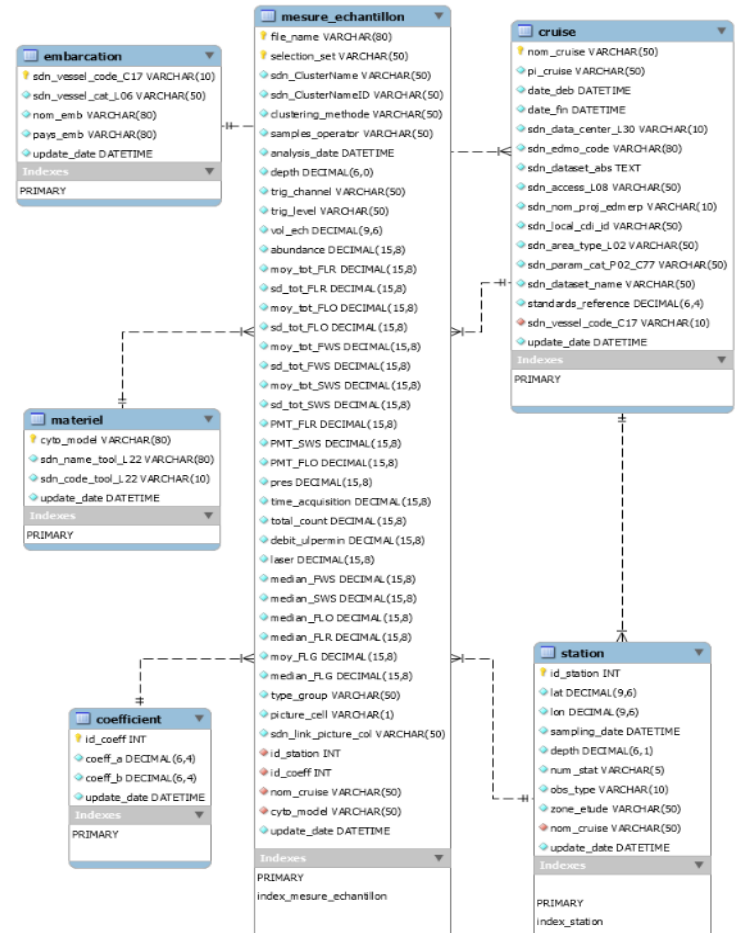 embarcation
sdn_vessel_code_C17 VARCHAR(10)
sdn_vessel_cat_L06 VARCHAR(50)
nom_emb VARCHAR(80)
pays_emb VARCHAR(80)
update_date DATETIME
Indexes
PRIMARY
materiel
cyto_model VARCHAR(80)
sdn_name_tool_L22 VARCHAR(80)
sdn_code_tool_L22 VARCHAR(10)
update_date DATETIME
Indexes
PRIMARY
coefficient
id_coeff INT
coeff_a DECIMAL(6,4)
coeff_b DECIMAL(6,4)
update_date DATETIME
Indexes
PRIMARY
mesure_echantillon
file_name VARCHAR(80)
selection_set VARCHAR(50)
sdn_ClusterName VARCHAR(50)
sdn_ClusterNameID VARCHAR(50)
clustering_methode VARCHAR(50)
samples_operator VARCHAR(50)
analysis_date DATETIME
depth DECIMAL(6,0)
trig_channel VARCHAR(50)
trig_level VARCHAR(50)
vol_ech DECIMAL(9,6)
abundance DECIMAL(15,8)
moy_tot_FLR DECIMAL(15,8)
sd_tot_FLR DECIMAL(15,8)
moy_tot_FLO DECIMAL(15,8)
sd_tot_FLO DECIMAL(15,8)
moy_tot_FWS DECIMAL(15,8)
sd_tot_FWS DECIMAL(15,8)
moy_tot_SWS DECIMAL(15,8)
sd_tot_SWS DECIMAL(15,8)
PMT_FLR DECIMAL(15,8)
PMT_SWS DECIMAL(15,8)
PMT_FLO DECIMAL(15,8)
pres DECIMAL(15,8)
time_acquisition DECIMAL(15,8)
total_count DECIMAL(15,8)
debit_ulpermin DECIMAL(15,8)
laser DECIMAL(15,8)
median_FWS DECIMAL(15,8)
median_SWS DECIMAL(15,8)
median_FLO DECIMAL(15,8)
median_FLR DECIMAL(15,8)
moy_FLG DECIMAL(15,8)
median_FLG DECIMAL(15,8)
type_group VARCHAR(50)
picture_cell VARCHAR(1)
sdn_link_picture_col VARCHAR(50)
id_station INT
id_coeff INT
nom_cruise VARCHAR(50)
cyto_model VARCHAR(50)
update_date DATETIME
Indexes
PRIMARY
index_mesure_echantillon
cruise
nom_cruise VARCHAR(50)
pi_cruise VARCHAR(50)
date_deb DATETIME
date_fin DATETIME
sdn_data_center_L30 VARCHAR(10)
sdn_edmo_code VARCHAR(80)
sdn_dataset_abs TEXT
sdn_access_L08 VARCHAR(50)
sdn_nom_proj_edmerp VARCHAR(10)
sdn_local_cdi_id VARCHAR(50)
sdn_area_type_L02 VARCHAR(50)
sdn_param_cat_P02_C77 VARCHAR(50)
sdn_dataset_name VARCHAR(50)
standards_reference DECIMAL(6,4)
sdn_vessel_code_C17 VARCHAR(10)
update_date DATETIME
Indexes
PRIMARY
station
id_station INT
lat DECIMAL(9,6)
lon DECIMAL(9,6)
sampling_date DATETIME
depth DECIMAL(6,1)
num_stat VARCHAR(5)
obs_type VARCHAR(10)
zone_etude VARCHAR(50)
nom_cruise VARCHAR(50)
update_date DATETIME
Indexes
PRIMARY
index_station